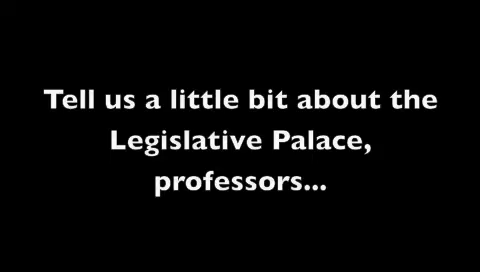 Tell us a little bit about the
Legislative Palace,
professors...